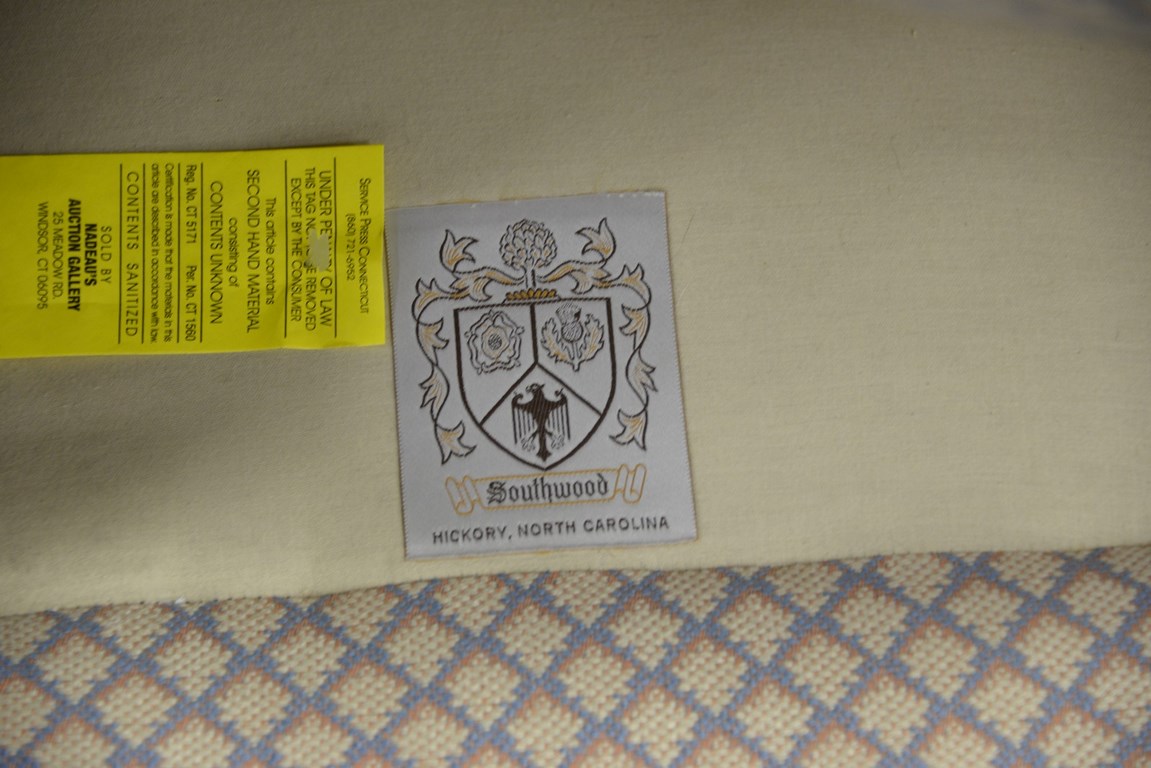 SERVICE PRESS CONNECTICUT
(860) 721-6952
UNDER PENALTY OF LAW
THIS TAG NOT BE REMOVED
EXCEPT BY THE CONSUMER
This article contains
SECOND HAND MATERIAL
consisting of
CONTENTS UNKNOWN
Reg. No. CT 5171 Per. No. CT 1560
Certification is made that the materials in this
article are described in accordance with law.
CONTENTS SANITIZED
SOLD BY
NADEAU'S
AUCTION GALLERY
25 MEADOW RD.
WINDSOR, CT 06095
Southwood
HICKORY, NORTH CAROLINA